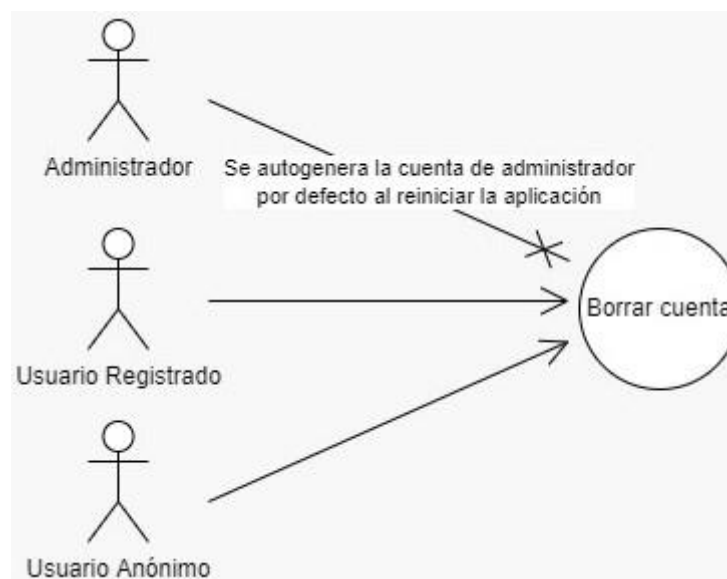 Administrador
Se autogenera la cuenta de administrador
por defecto al reiniciar la aplicación
Borrar cuenta
Usuario Registrado
Usuario Anónimo